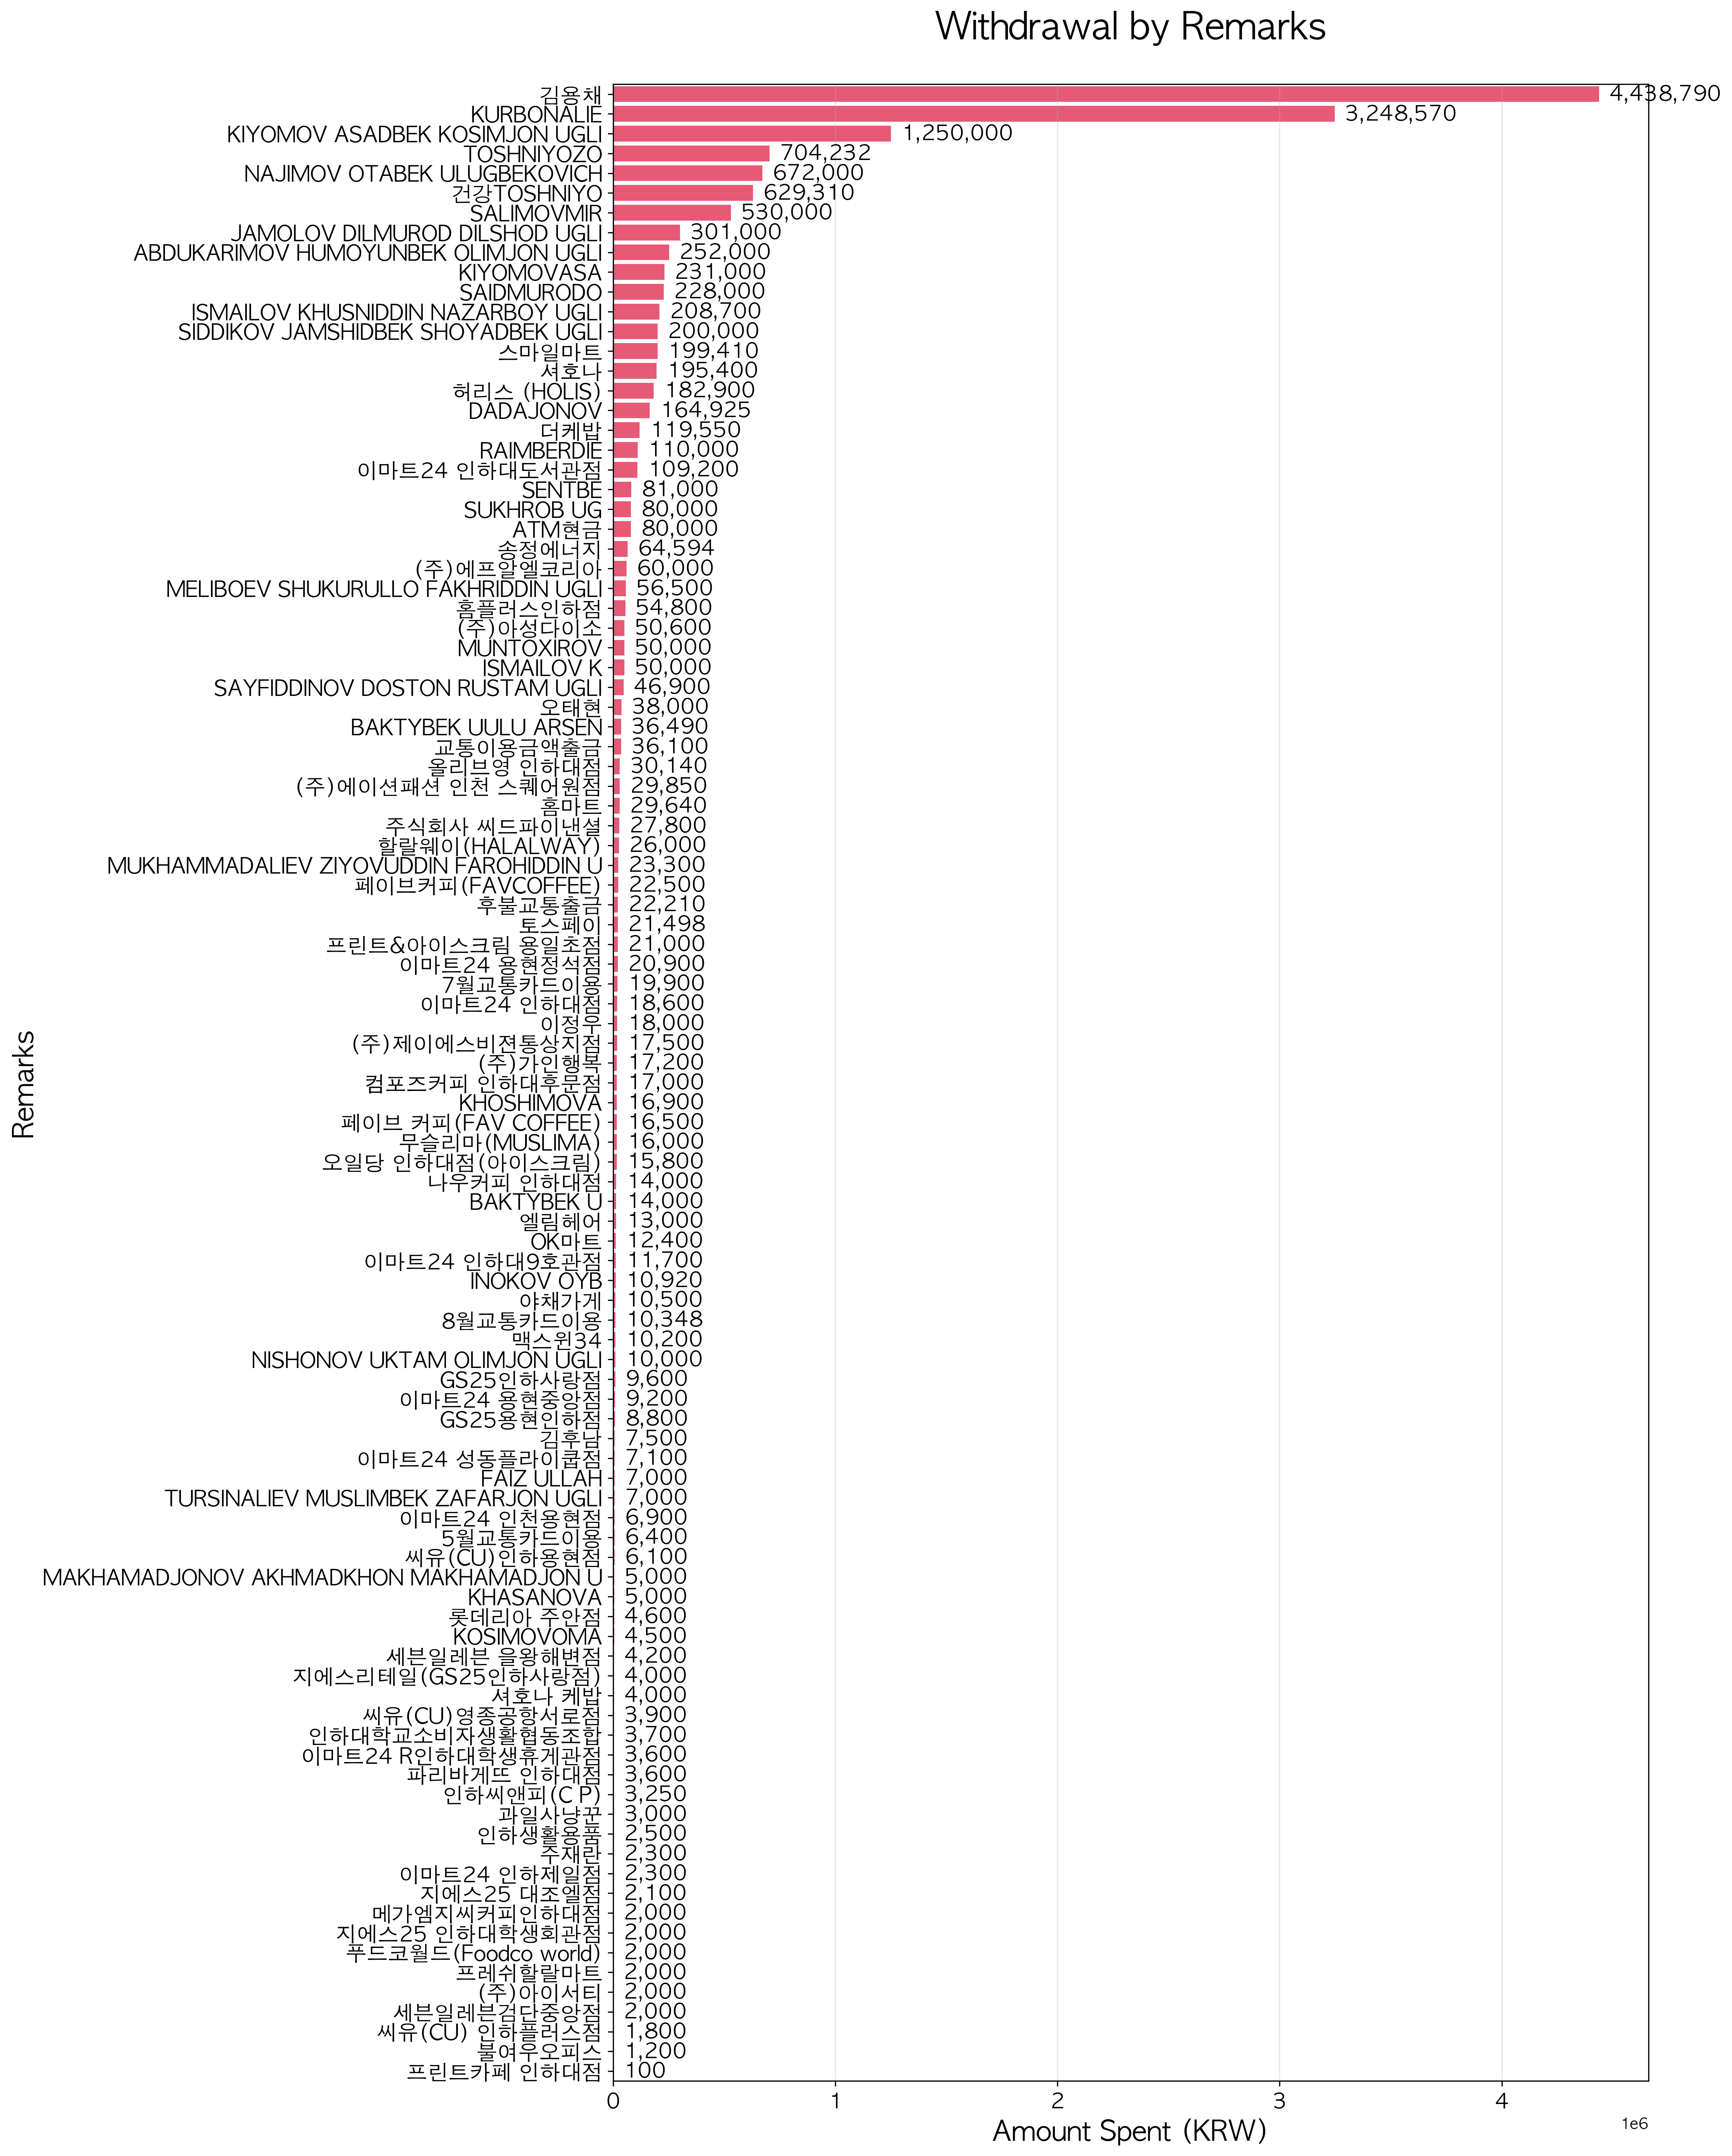 Withdrawal by Remarks
김용채 4,438,790
KURBONALIE 3,248,570
KIYOMOV ASADBEK KOSIMJON UGLI 1,250,000
TOSHNIYOZO 704,232
NAJIMOV OTABEK ULUGBEKOVICH 672,000
건강TOSHNIYO 629,310
SALIMOVMIR 530,000
JAMOLOV DILMUROD DILSHOD UGLI 301,000
ABDUKARIMOV HUMOYUNBEK OLIMJON UGLI 252,000
KIYOMOVASA 231,000
SAIDMURODO 228,000
ISMAILOV KHUSNIDDIN NAZARBOY UGLI 208,700
SIDDIKOV JAMSHIDBEK SHOYADBEK UGLI 200,000
스마일마트 199,410
셔호나 195,400
허리스 (HOLIS) 182,900
DADAJONOV 164,925
더케밥 119,550
RAIMBERDIE 110,000
이마트24 인하대도서관점 109,200
SENTBE 81,000
SUKHROB UG 80,000
ATM현금 80,000
송정에너지 64,594
(주)에프알엘코리아 60,000
MELIBOEV SHUKURULLO FAKHRIDDIN UGLI 56,500
홈플러스인하점 54,800
(주)아성다이소 50,600
MUNTOXIROV 50,000
ISMAILOV K 50,000
SAYFIDDINOV DOSTON RUSTAM UGLI 46,900
오태현 38,000
BAKTYBEK UULU ARSEN 36,490
교통이용금액출금 36,100
올리브영 인하대점 30,140
(주)에이션패션 인천 스퀘어원점 29,850
홈마트 29,640
주식회사 씨드파이낸셜 27,800
할랄웨이(HALALWAY) 26,000
MUKHAMMADALIEV ZIYOVUDDIN FAROHIDDIN U 23,300
페이브커피(FAVCOFFEE) 22,500
후불교통출금 22,210
토스페이 21,498
프린트&아이스크림 용일초점 21,000
이마트24 용현정석점 20,900
7월교통카드이용 19,900
이마트24 인하대점 18,600
이정우 18,000
(주)제이에스비젼통상지점 17,500
(주)가인행복 17,200
컴포즈커피 인하대후문점 17,000
KHOSHIMOVA 16,900
페이브 커피(FAV COFFEE) 16,500
무슬리마(MUSLIMA) 16,000
오일당 인하대점(아이스크림) 15,800
나우커피 인하대점 14,000
BAKTYBEK U 14,000
엘림헤어 13,000
OK마트 12,400
이마트24 인하대9호관점 11,700
INOKOV OYB 10,920
야채가게 10,500
8월교통카드이용 10,348
맥스윈34 10,200
NISHONOV UKTAM OLIMJON UGLI 10,000
GS25인하사랑점 9,600
이마트24 용현중앙점 9,200
GS25용현인하점 8,800
김후남 7,500
이마트24 성동플라이쿱점 7,100
FAIZ ULLAH 7,000
TURSINALIEV MUSLIMBEK ZAFARJON UGLI 7,000
이마트24 인천용현점 6,900
5월교통카드이용 6,400
씨유(CU)인하용현점 6,100
MAKHAMADJONOV AKHMADKHON MAKHAMADJON U 5,000
KHASANOVA 5,000
롯데리아 주안점 4,600
KOSIMOVOMA 4,500
세븐일레븐 을왕해변점 4,200
지에스리테일(GS25인하사랑점) 4,000
셔호나 케밥 4,000
씨유(CU)영종공항서로점 3,900
인하대학교소비자생활협동조합 3,700
이마트24 R인하대학생휴게관점 3,600
파리바게뜨 인하대점 3,600
인하씨앤피(C P) 3,250
과일사냥꾼 3,000
인하생활용품 2,500
주재란 2,300
이마트24 인하제일점 2,300
지에스25 대조엘점 2,100
메가엠지씨커피인하대점 2,000
지에스25 인하대학생회관점 2,000
푸드코월드(Foodco world) 2,000
프레쉬할랄마트 2,000
(주)아이서티 2,000
세븐일레븐검단중앙점 2,000
씨유(CU) 인하플러스점 1,800
불여우오피스 1,200
프린트카페 인하대점 100
Remarks
0 1 2 3 4
1e6
Amount Spent (KRW)